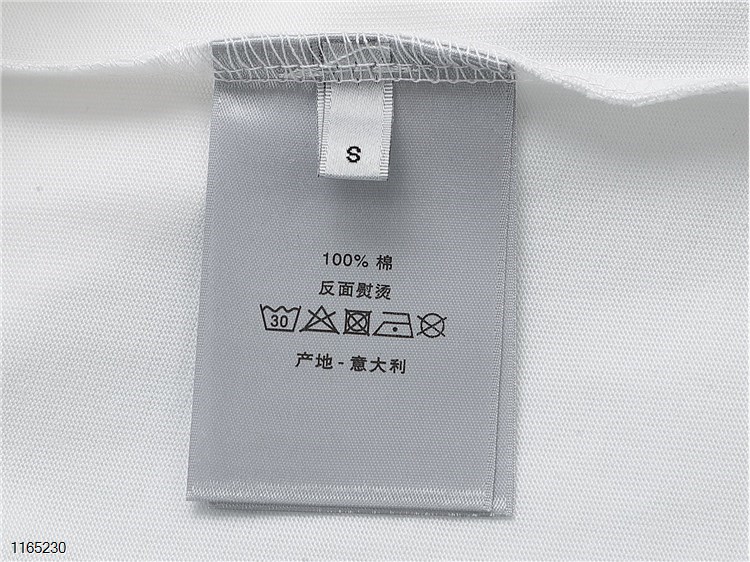 S
100% 棉
反面熨烫
30
产地 - 意大利
1165230